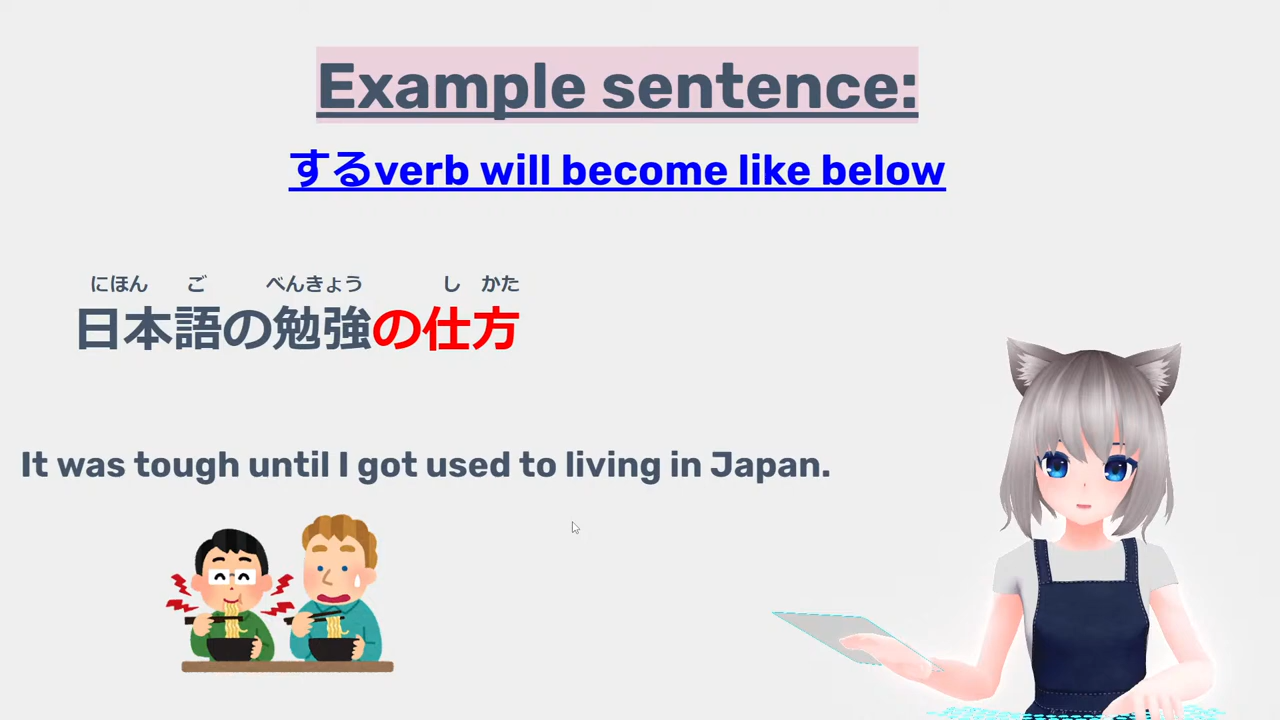 Example sentence:
するverb will become like below
にほん ご べんきょう し かた
日本語の勉強の仕方
It was tough until I got used to living in Japan.